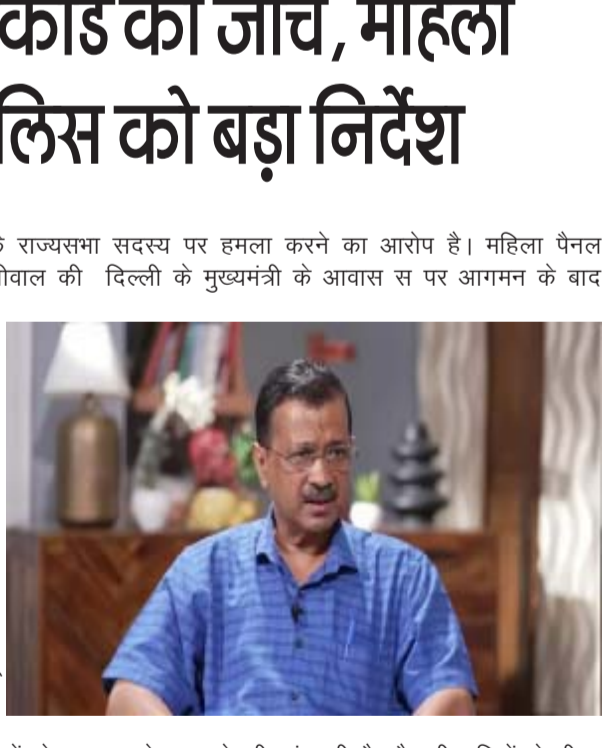 की जांच, महिला
को बड़ा निर्देश
राज्यसभा सदस्य पर हमला करने का आरोप है। महिला पैनल
की दिल्ली के मुख्यमंत्री के आवास स पर आगमन के बाद